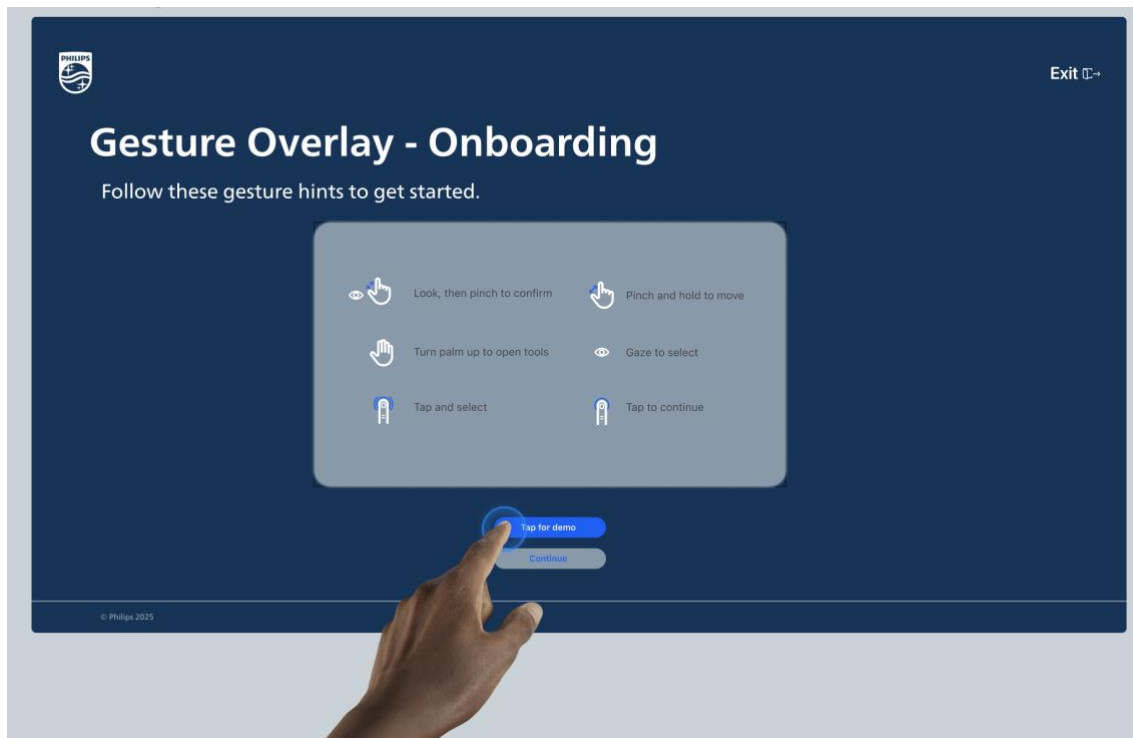 PHILIPS
Exit
Gesture Overlay - Onboarding
Follow these gesture hints to get started.
Look, then pinch to confirm
Pinch and hold to move
Turn palm up to open tools
Gaze to select
Tap and select
Tap to continue
Tap for demo
Continue
© Philips 2025